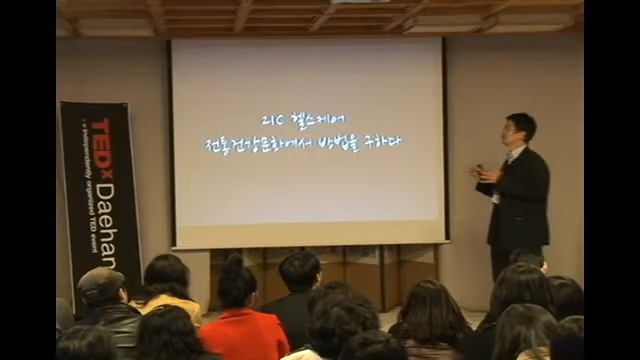 TEDx
x = independently organized TED event
Daehan
21C 헬스케어
전통건강문화에서 방법을 구하다